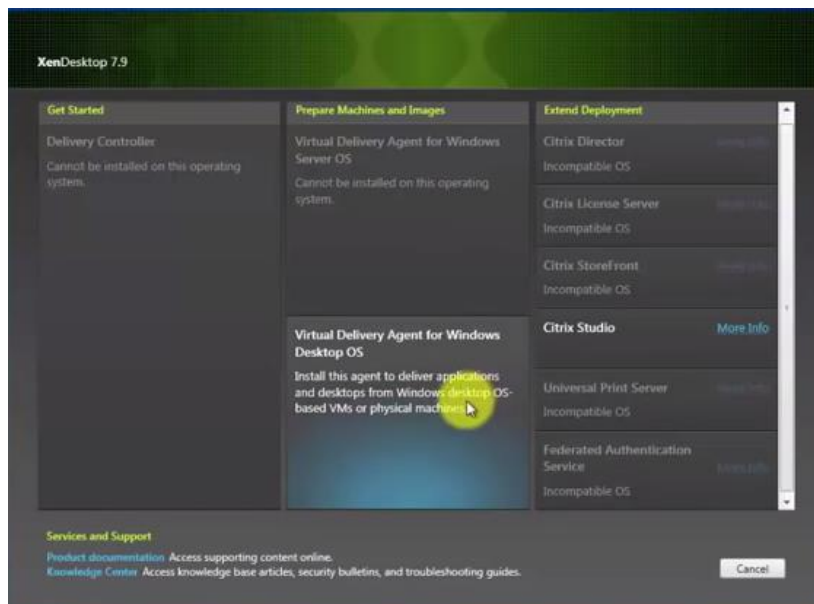 XenDesktop 7.9
Get Started
Delivery Controller
Cannot be installed on this operating
system.
Prepare Machines and Images
Virtual Delivery Agent for Windows
Server OS
Cannot be installed on this operating
system.
Virtual Delivery Agent for Windows
Desktop OS
Install this agent to deliver applications
and desktops from Windows desktop OS-
based VMs or physical machines.
Extend Deployment
Citrix Director
Incompatible OS
Citrix License Server
Incompatible OS
Citrix StoreFront
Incompatible OS
Citrix Studio More Info
Universal Print Server
Incompatible OS
Federated Authentication
Service More Info
Incompatible OS
Services and Support
Product documentation Access supporting content online.
Knowledge Center Access knowledge base articles, security bulletins, and troubleshooting guides.
Cancel